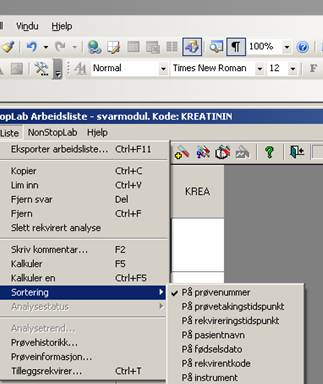 ll Vindu Hjelp
100%
Normal Times New Roman 12 F
StopLab Arbeidsliste - svarmodul. Kode: KREATININ
Liste NonStopLab Hjelp
Eksporter arbeidsliste... Ctrl+F11
KREA
Kopier Ctrl+C
Lim inn Ctrl+V
Fjern svar Del
Fjern Ctrl+F
Slett rekvirert analyse
Skriv kommentar... F2
Kalkuler F5
Kalkuler en Ctrl+F5
Sortering
På prøvenummer
Analysestatus
På prøvetakingstidspunkt
På rekvireringstidspunkt
Analysetrend...
På pasientnavn
Prøvehistorikk...
På fødselsdato
Prøveinformasjon...
På rekvirentkode
Tilleggsrekvirer... Ctrl+T
På instrument